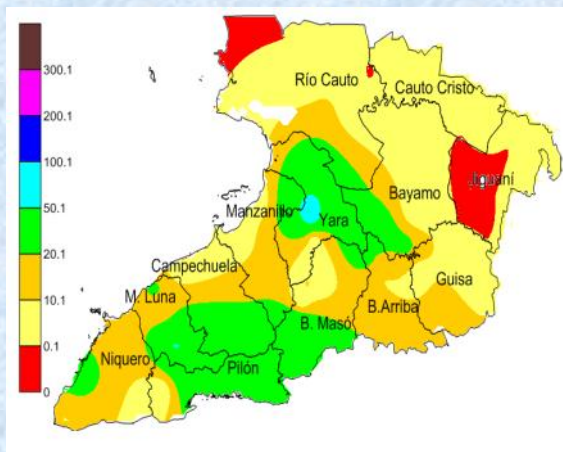 300.1
200.1
100.1
50.1
20.1
10.1
0.1
0
Río Cauto
Cauto Cristo
Jiguaní
Bayamo
Manzanillo
Yara
Campechuela
Guisa
M. Luna
B.Arriba
B. Masó
Niquero
Pilón